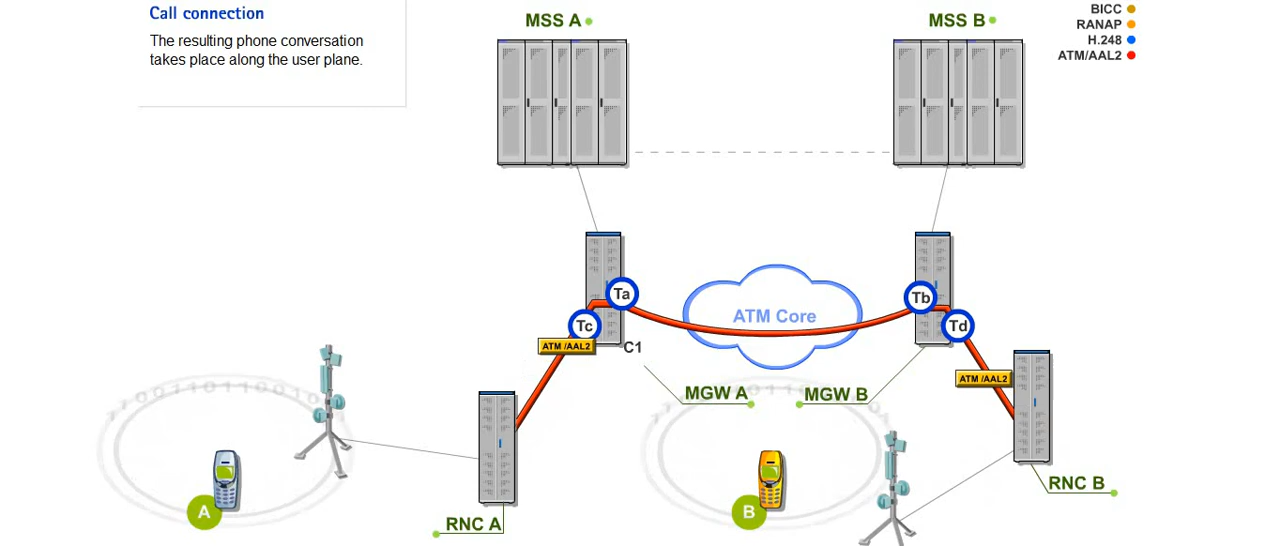 Call connection
The resulting phone conversation
takes place along the user plane.
MSS A
MSS B
BICC
RANAP
H.248
ATM/AAL2
Ta
Tb
Tc
Td
ATM Core
ATM /AAL2
C1
ATM /AAL2
MGW A
MGW B
A
B
RNC A
RNC B